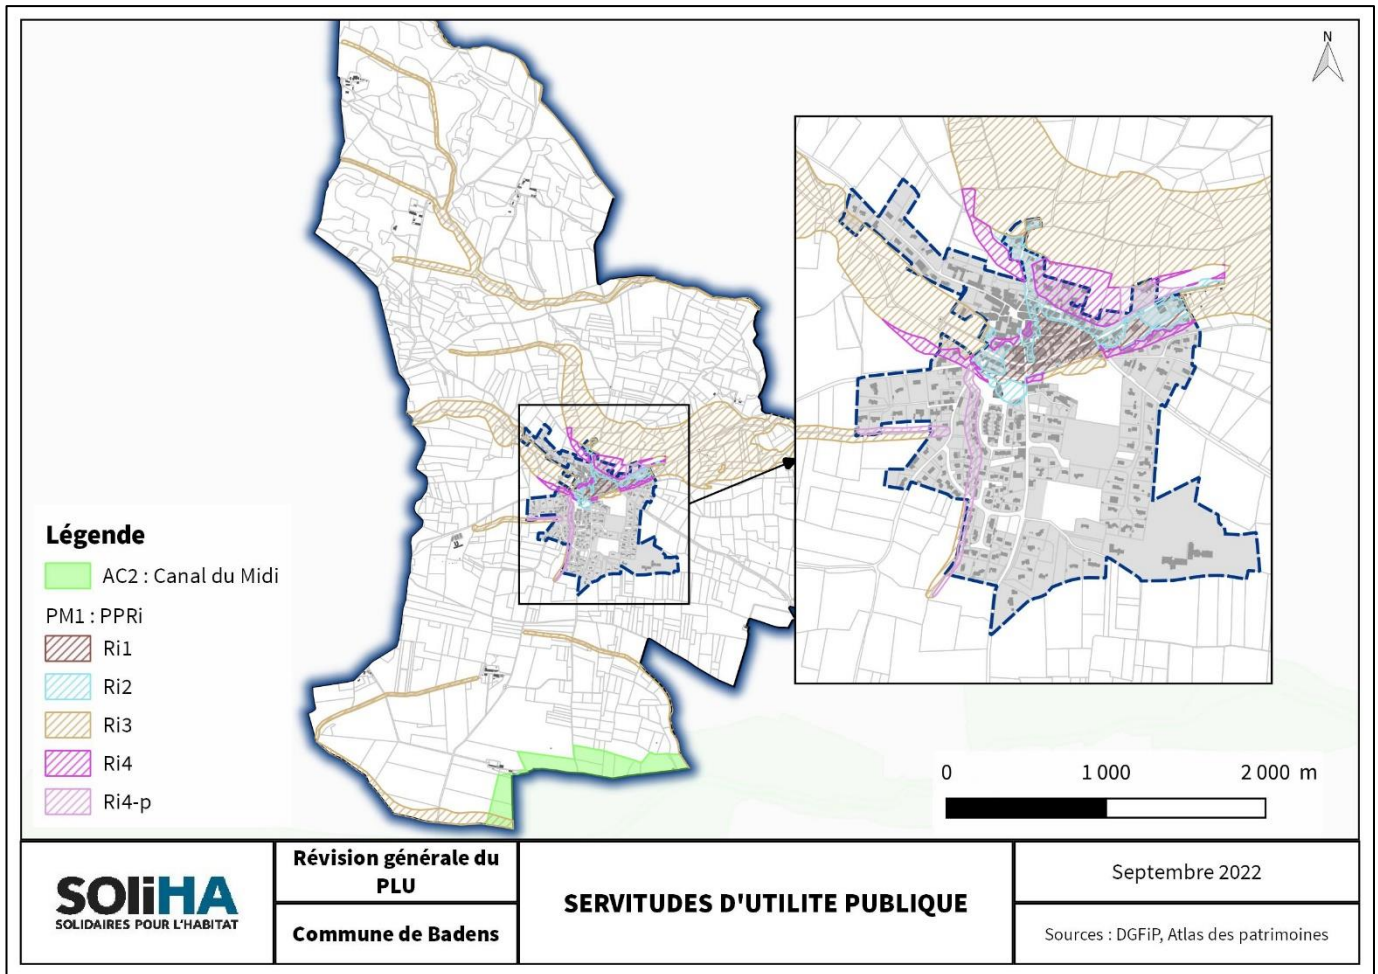 N
Légende
AC2 : Canal du Midi
PM1 : PPRi
Ri1
Ri2
Ri3
Ri4
Ri4-p
0 1 000 2 000 m
SOliHA
SOLIDAIRES POUR L'HABITAT
Révision générale du
PLU
Commune de Badens
SERVITUDES D'UTILITE PUBLIQUE
Septembre 2022
Sources : DGFiP, Atlas des patrimoines